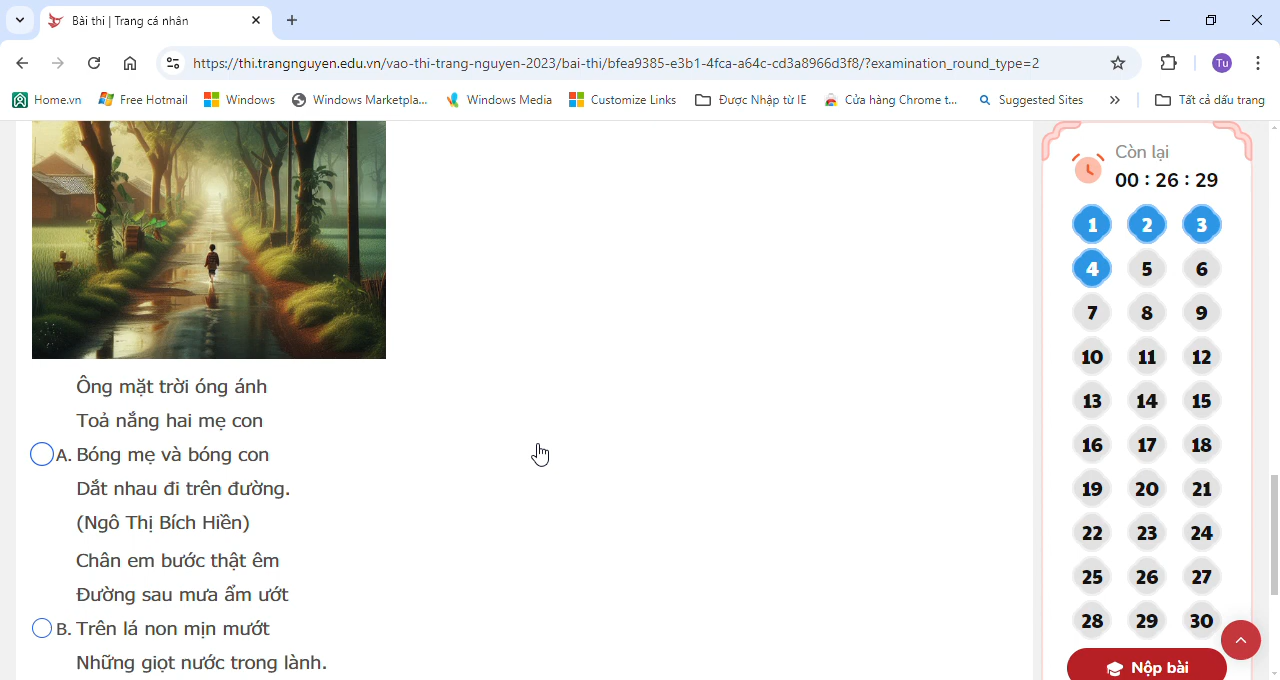 Bài thi | Trang cá nhân
https://thi.trangnguyen.edu.vn/vao-thi-trang-nguyen-2023/bai-thi/bfea9385-e3b1-4fca-a64c-cd3a8966d3f8/?examination_round_type=2
Tu
Home.vn Free Hotmail Windows Windows Marketpla... Windows Media Customize Links Được Nhập từ IE Cửa hàng Chrome t... Suggested Sites Tất cả dấu trang
Ông mặt trời óng ánh
Toả nắng hai mẹ con
A. Bóng mẹ và bóng con
Dắt nhau đi trên đường.
(Ngô Thị Bích Hiền)
Chân em bước thật êm
Đường sau mưa ẩm ướt
B. Trên lá non mịn mướt
Những giọt nước trong lành.
Còn lại
00 : 26 : 29
1 2 3
4 5 6
7 8 9
10 11 12
13 14 15
16 17 18
19 20 21
22 23 24
25 26 27
28 29 30
Nộp bài